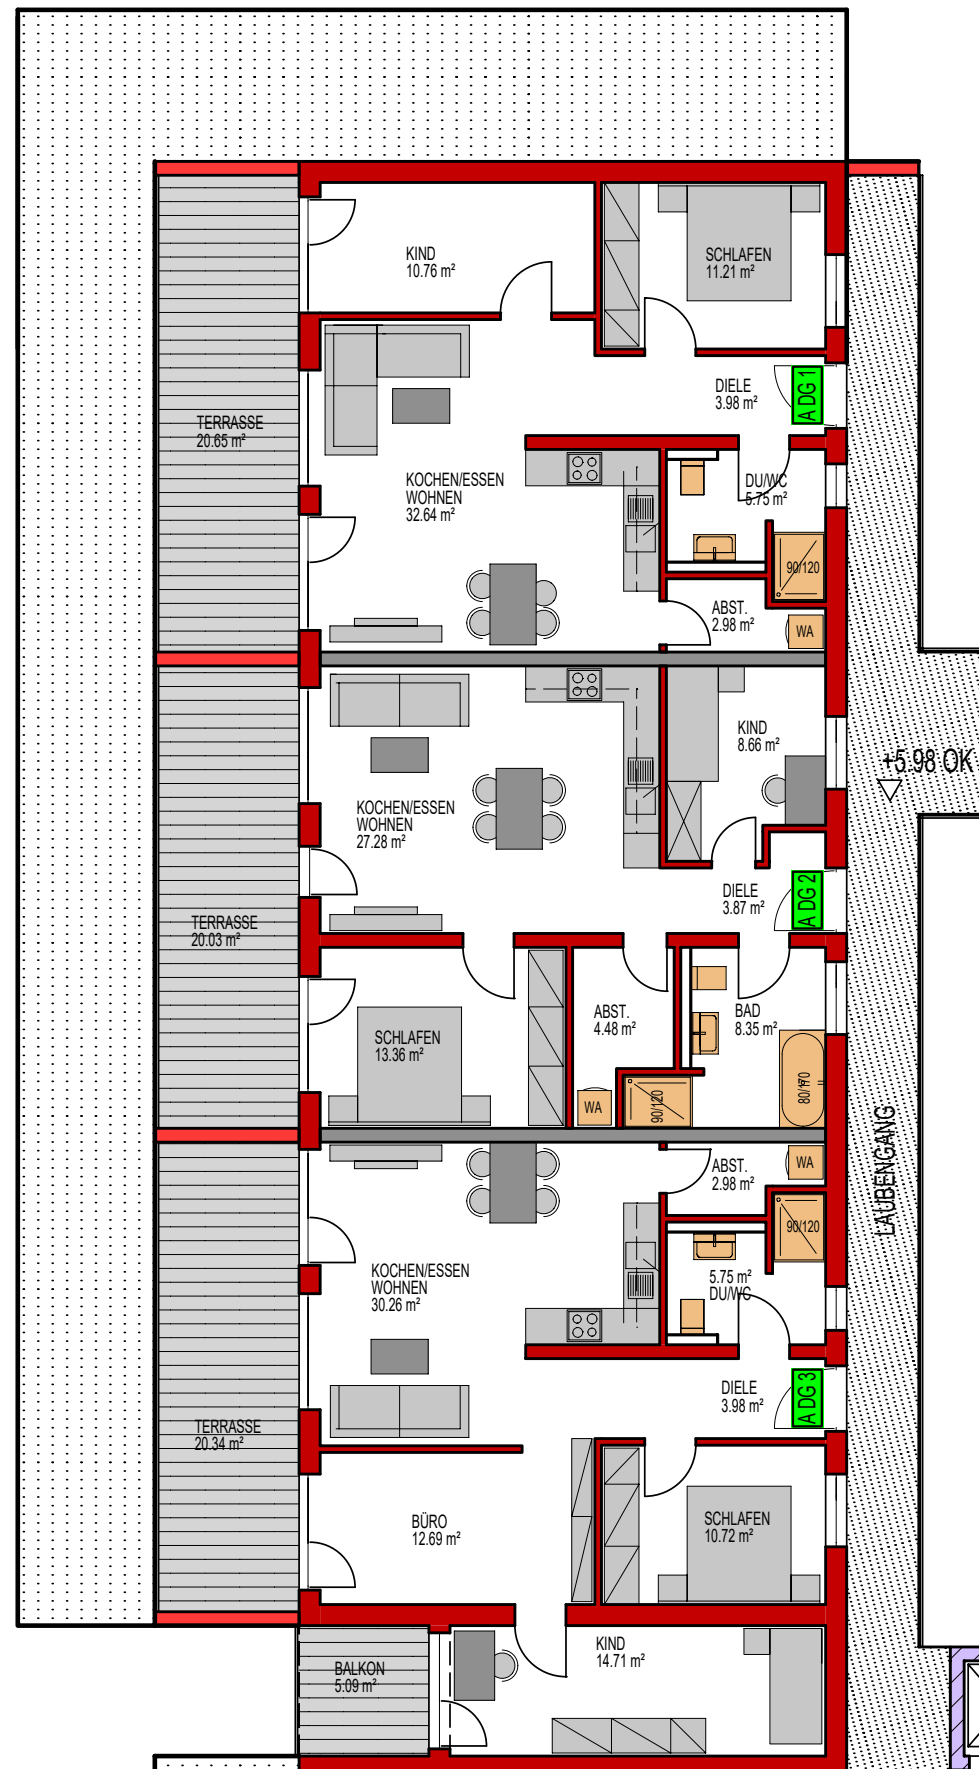 KIND
10.76 m²
SCHLAFEN
11.21 m²
DIELE
3.98 m²
A DG 1
TERRASSE
20.65 m²
KOCHEN/ESSEN
WOHNEN
32.64 m²
DU/WC
5.75 m²
90/120
ABST.
2.98 m²
WA
KIND
8.66 m²
+5.98 OK
KOCHEN/ESSEN
WOHNEN
27.28 m²
DIELE
3.87 m²
A DG 2
TERRASSE
20.03 m²
SCHLAFEN
13.36 m²
ABST.
4.48 m²
BAD
8.35 m²
WA
90/120
80/170
LAUBENGANG
ABST.
2.98 m²
WA
90/120
KOCHEN/ESSEN
WOHNEN
30.26 m²
5.75 m²
DU/WC
DIELE
3.98 m²
A DG 3
TERRASSE
20.34 m²
BÜRO
12.69 m²
SCHLAFEN
10.72 m²
KIND
14.71 m²
BALKON
5.09 m²